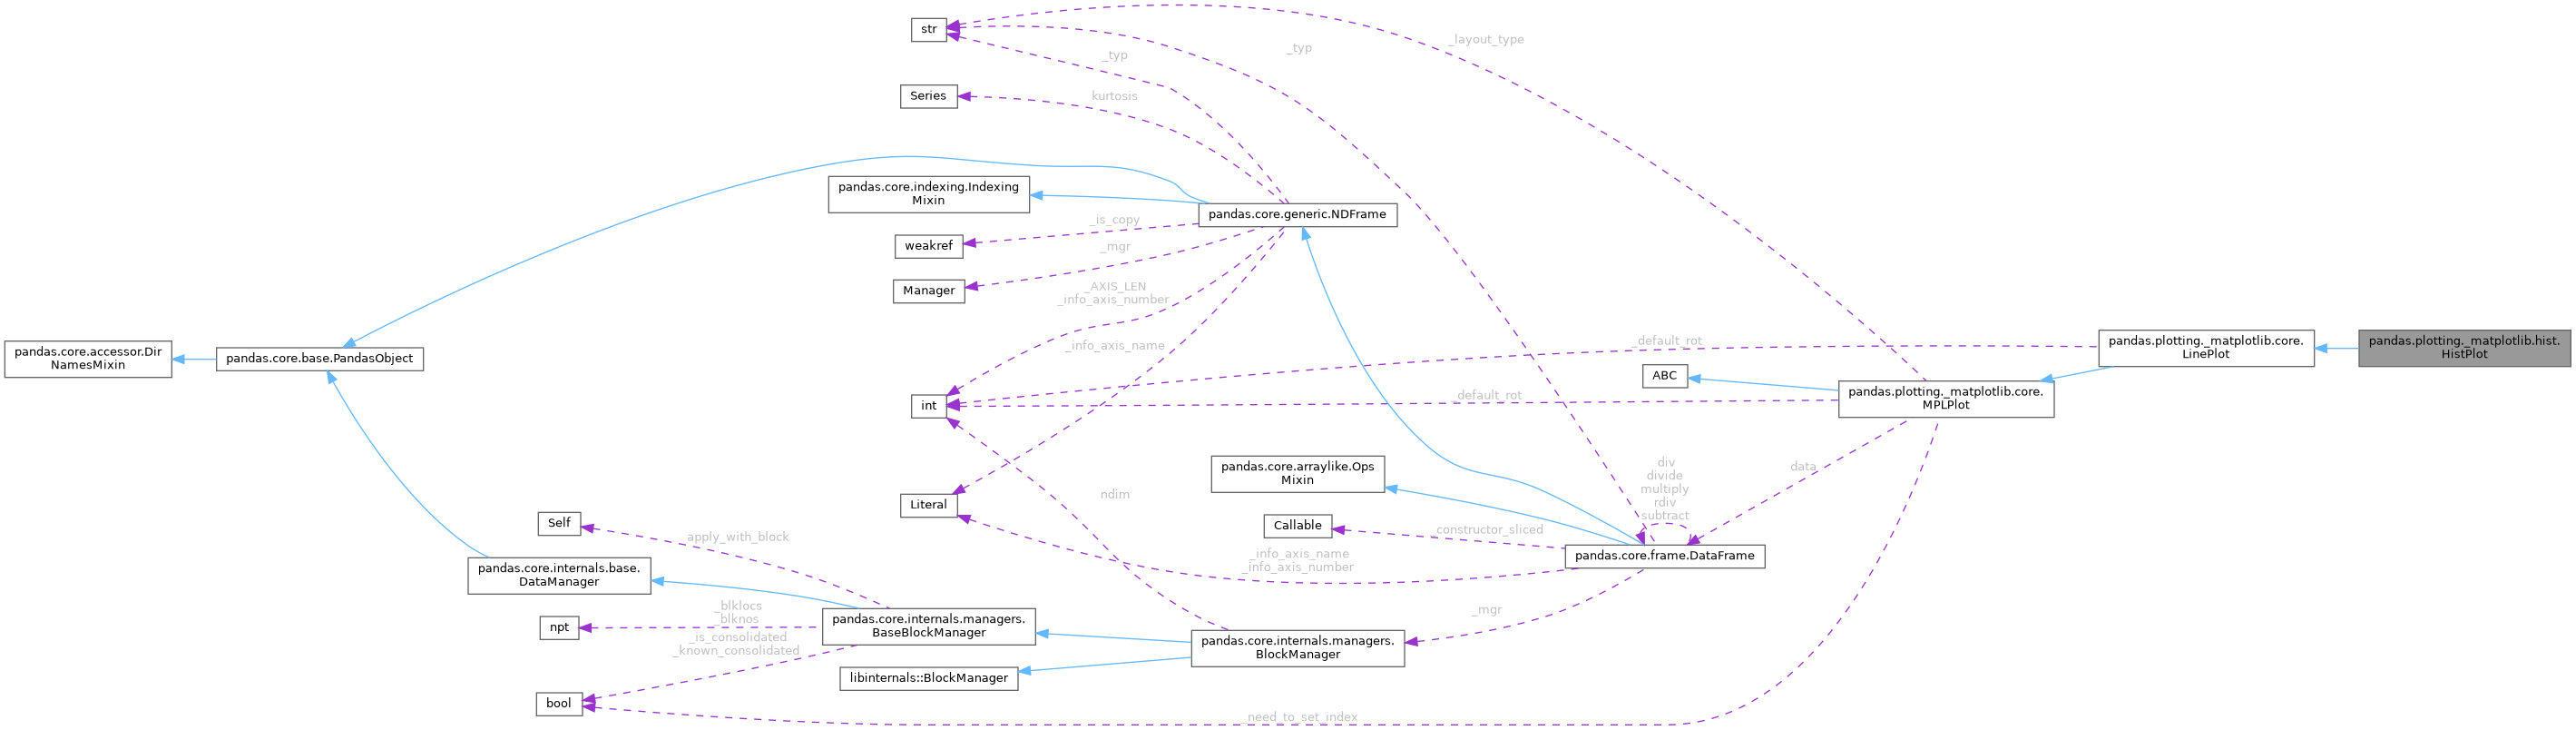 str
_layout_type
_typ
_typ
Series
kurtosis
pandas.core.indexing.Indexing
Mixin
pandas.core.generic.NDFrame
_is_copy
weakref
_mgr
Manager
_AXIS_LEN
_info_axis_number
_info_axis_name
pandas.core.accessor.Dir
NamesMixin
pandas.core.base.PandasObject
_default_rot
pandas.plotting._matplotlib.core.
LinePlot
pandas.plotting._matplotlib.hist.
HistPlot
ABC
pandas.plotting._matplotlib.core.
MPLPlot
int
_default_rot
pandas.core.arraylike.Ops
Mixin
div
divide
multiply
rdiv
subtract
data
Literal
ndim
Self
apply_with_block
Callable
_constructor_sliced
pandas.core.frame.DataFrame
_info_axis_name
_info_axis_number
pandas.core.internals.base.
DataManager
_blklocs
_blknos
npt
pandas.core.internals.managers.
BaseBlockManager
_mgr
_is_consolidated
_known_consolidated
pandas.core.internals.managers.
BlockManager
libinternals::BlockManager
bool
_need_to_set_index